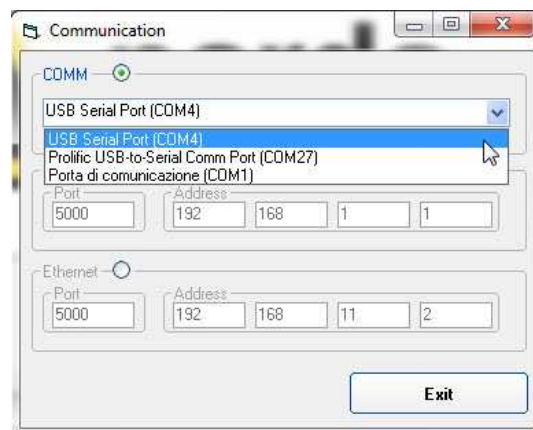 Communication
COMM
USB Serial Port (COM4)
USB Serial Port (COM4)
Prolific USB-to-Serial Comm Port (COM27)
Porta di comunicazione (COM1)
Port Address
5000 192 168 1 1
Ethernet
Port Address
5000 192 168 11 2
Exit